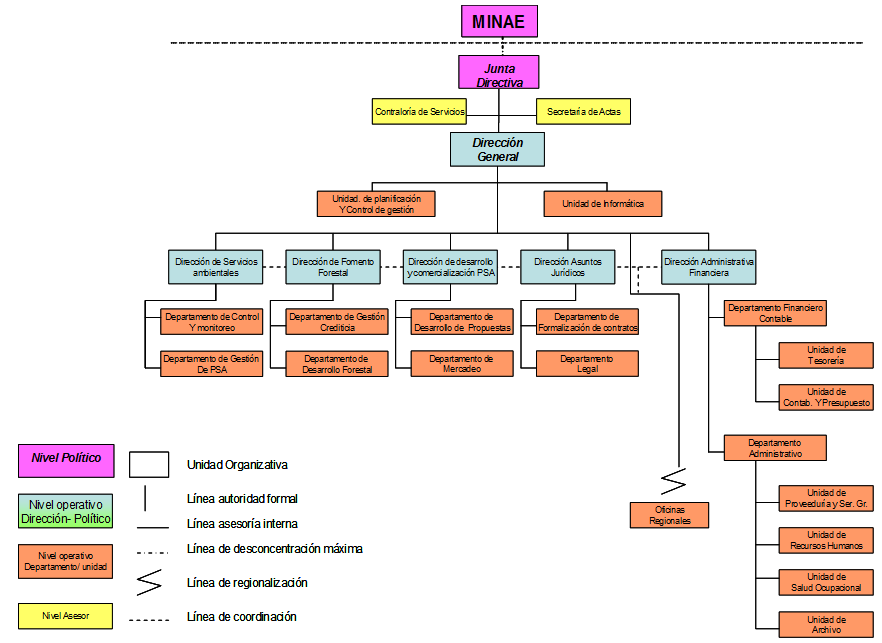 MINAE
Junta
Directiva
Contraloría de Servicios
Secretaría de Actas
Dirección
General
Unidad. de planificación
Y Control de gestión
Unidad de Informática
Dirección de Servicios
ambientales
Dirección de Fomento
Forestal
Dirección de desarrollo
y comercialización PSA
Dirección Asuntos
Jurídicos
Dirección Administrativa
Financiera
Departamento de Control
Y monitoreo
Departamento de Gestión
De PSA
Departamento de Gestión
Crediticia
Departamento de
Desarrollo Forestal
Departamento de
Desarrollo de Propuestas
Departamento de
Mercadeo
Departamento de
Formalización de contratos
Departamento
Legal
Departamento Financiero
Contable
Unidad de
Tesorería
Unidad de
Contab. Y Presupuesto
Departamento
Administrativo
Unidad de
Proveeduría y Ser. Gr.
Unidad de
Recursos Humanos
Unidad de
Salud Ocupacional
Unidad de
Archivo
Oficinas
Regionales
Nivel Político
Unidad Organizativa
Nivel operativo
Dirección- Político
Línea autoridad formal
Línea asesoría interna
Nivel operativo
Departamento/ unidad
Línea de desconcentración máxima
Línea de regionalización
Nivel Asesor
Línea de coordinación